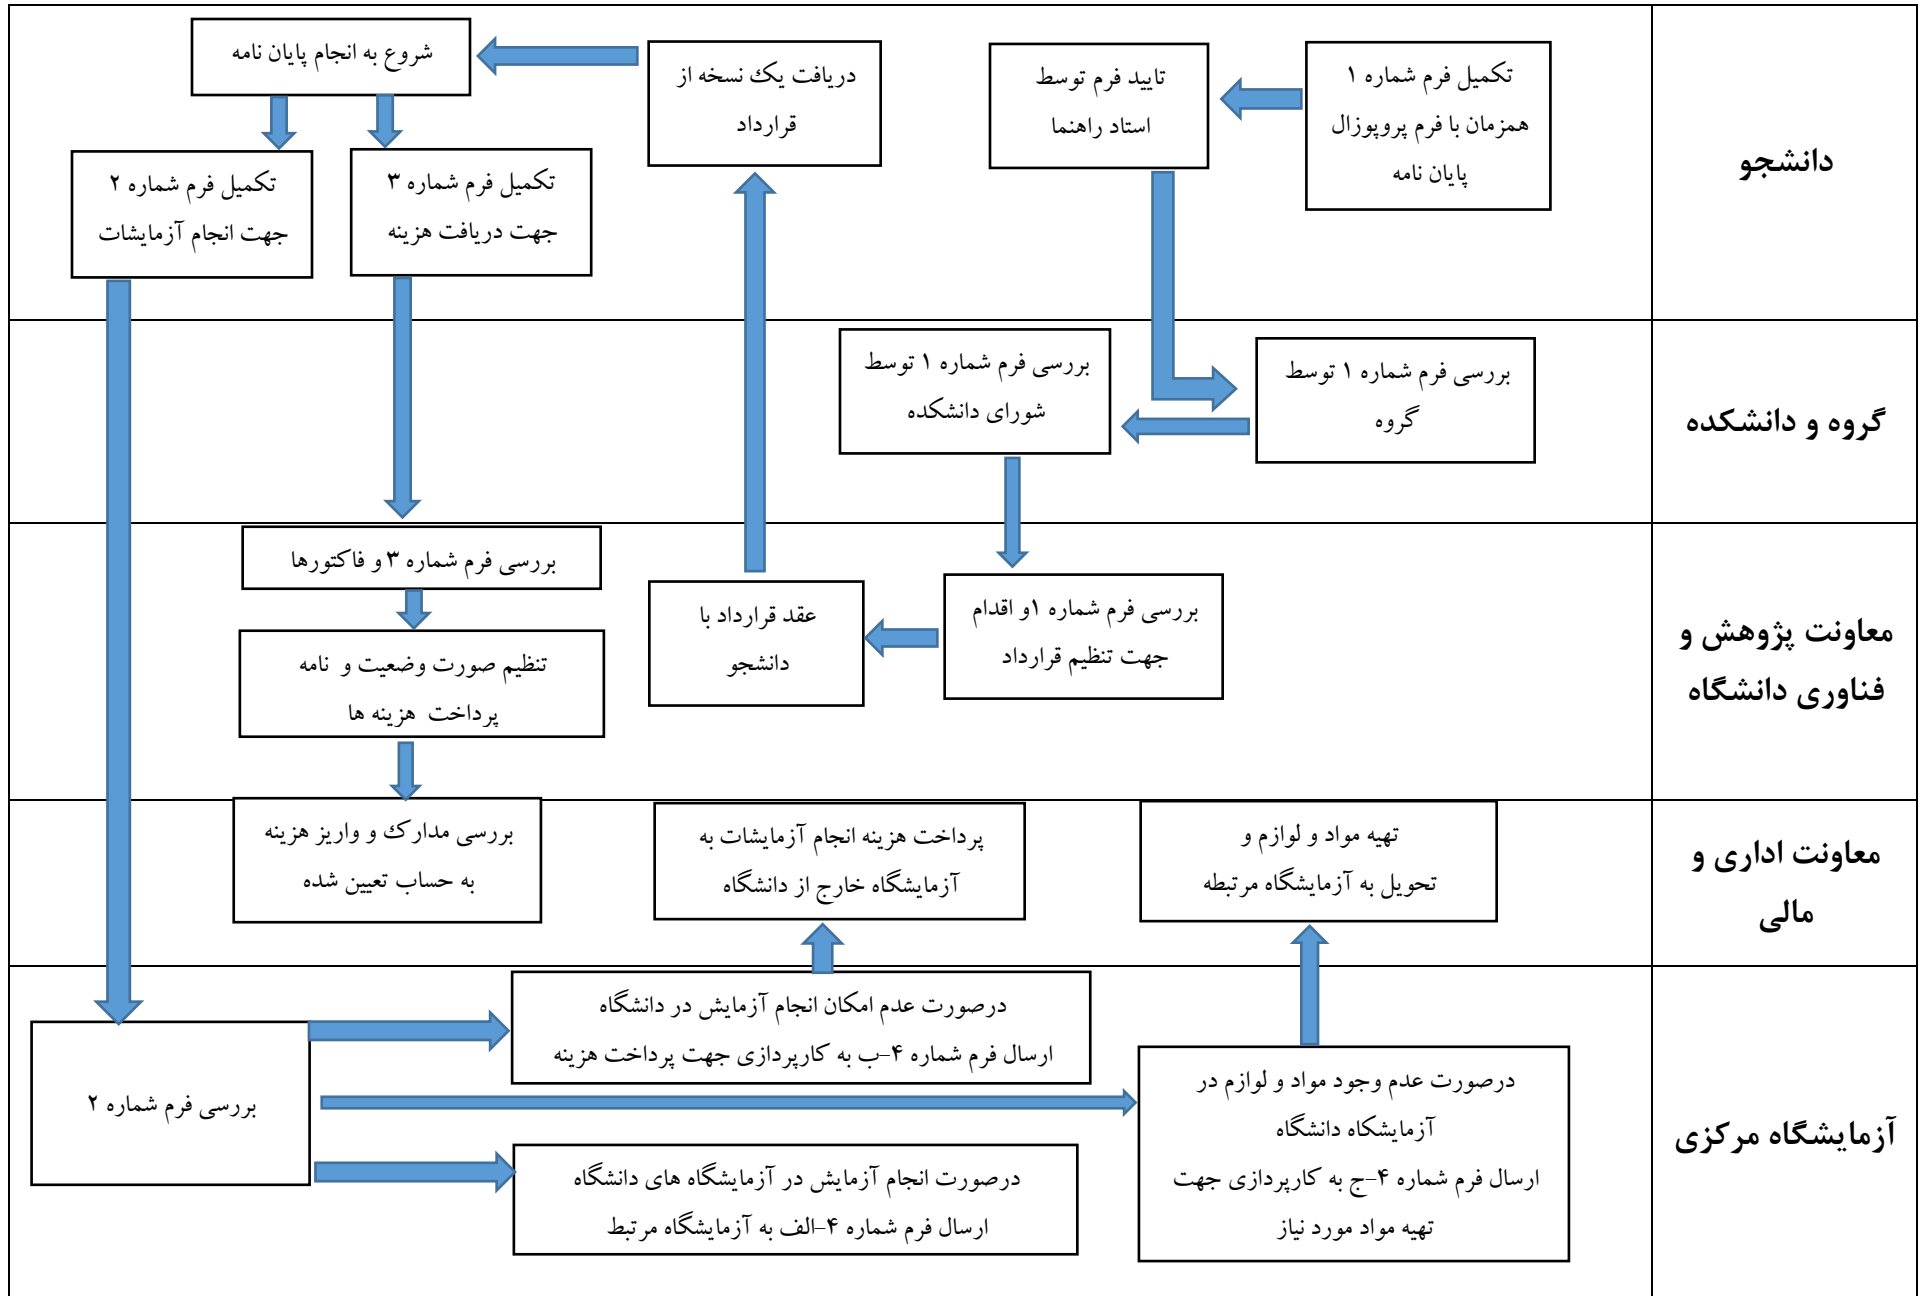 دانشجو
تکمیل فرم شماره ۱
همزمان با فرم پروپوزال
پایان نامه
تایید فرم توسط
استاد راهنما
دریافت یک نسخه از
قرارداد
شروع به انجام پایان نامه
تکمیل فرم شماره ۳
جهت دریافت هزینه
تکمیل فرم شماره ۲
جهت انجام آزمایشات
گروه و دانشکده
بررسی فرم شماره ۱ توسط
گروه
بررسی فرم شماره ۱ توسط
شورای دانشکده
معاونت پژوهش و
فناوری دانشگاه
بررسی فرم شماره ۱و اقدام
جهت تنظیم قرارداد
عقد قرارداد با
دانشجو
بررسی فرم شماره ۳ و فاکتورها
تنظیم صورت وضعیت و نامه
پرداخت هزینه ها
معاونت اداری و
مالی
تهیه مواد و لوازم و
تحویل به آزمایشگاه مرتبطه
پرداخت هزینه انجام آزمایشات به
آزمایشگاه خارج از دانشگاه
بررسی مدارک و واریز هزینه
به حساب تعیین شده
آزمایشگاه مرکزی
درصورت عدم وجود مواد و لوازم در
آزمایشکاه دانشگاه
ارسال فرم شماره ۴-ج به کارپردازی جهت
تهیه مواد مورد نیاز
درصورت عدم امکان انجام آزمایش در دانشگاه
ارسال فرم شماره ۴-ب به کارپردازی جهت پرداخت هزینه
درصورت انجام آزمایش در آزمایشگاه های دانشگاه
ارسال فرم شماره ۴-الف به آزمایشگاه مرتبط
بررسی فرم شماره ۲